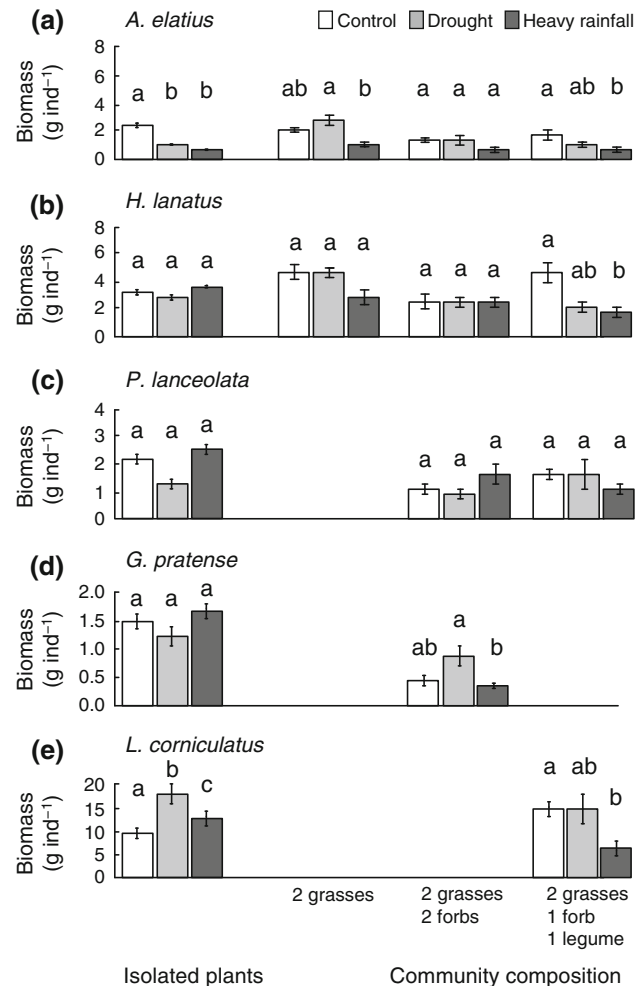 (a) A. elatius Control Drought Heavy rainfall
Biomass
(g ind⁻¹)
8
6
4
2
0
a b b ab a b a a a a ab b
(b) H. lanatus
Biomass
(g ind⁻¹)
8
6
4
2
0
a a a a a a a a a a ab b
(c) P. lanceolata
Biomass
(g ind⁻¹)
4
3
2
1
0
a a a a a a a a a
(d) G. pratense
Biomass
(g ind⁻¹)
2.0
1.5
1.0
0.5
0.0
a a a ab a b
(e) L. corniculatus
Biomass
(g ind⁻¹)
20
15
10
5
0
a b c a ab b
2 grasses 2 grasses 2 grasses
2 forbs 1 forb
1 legume
Isolated plants Community composition